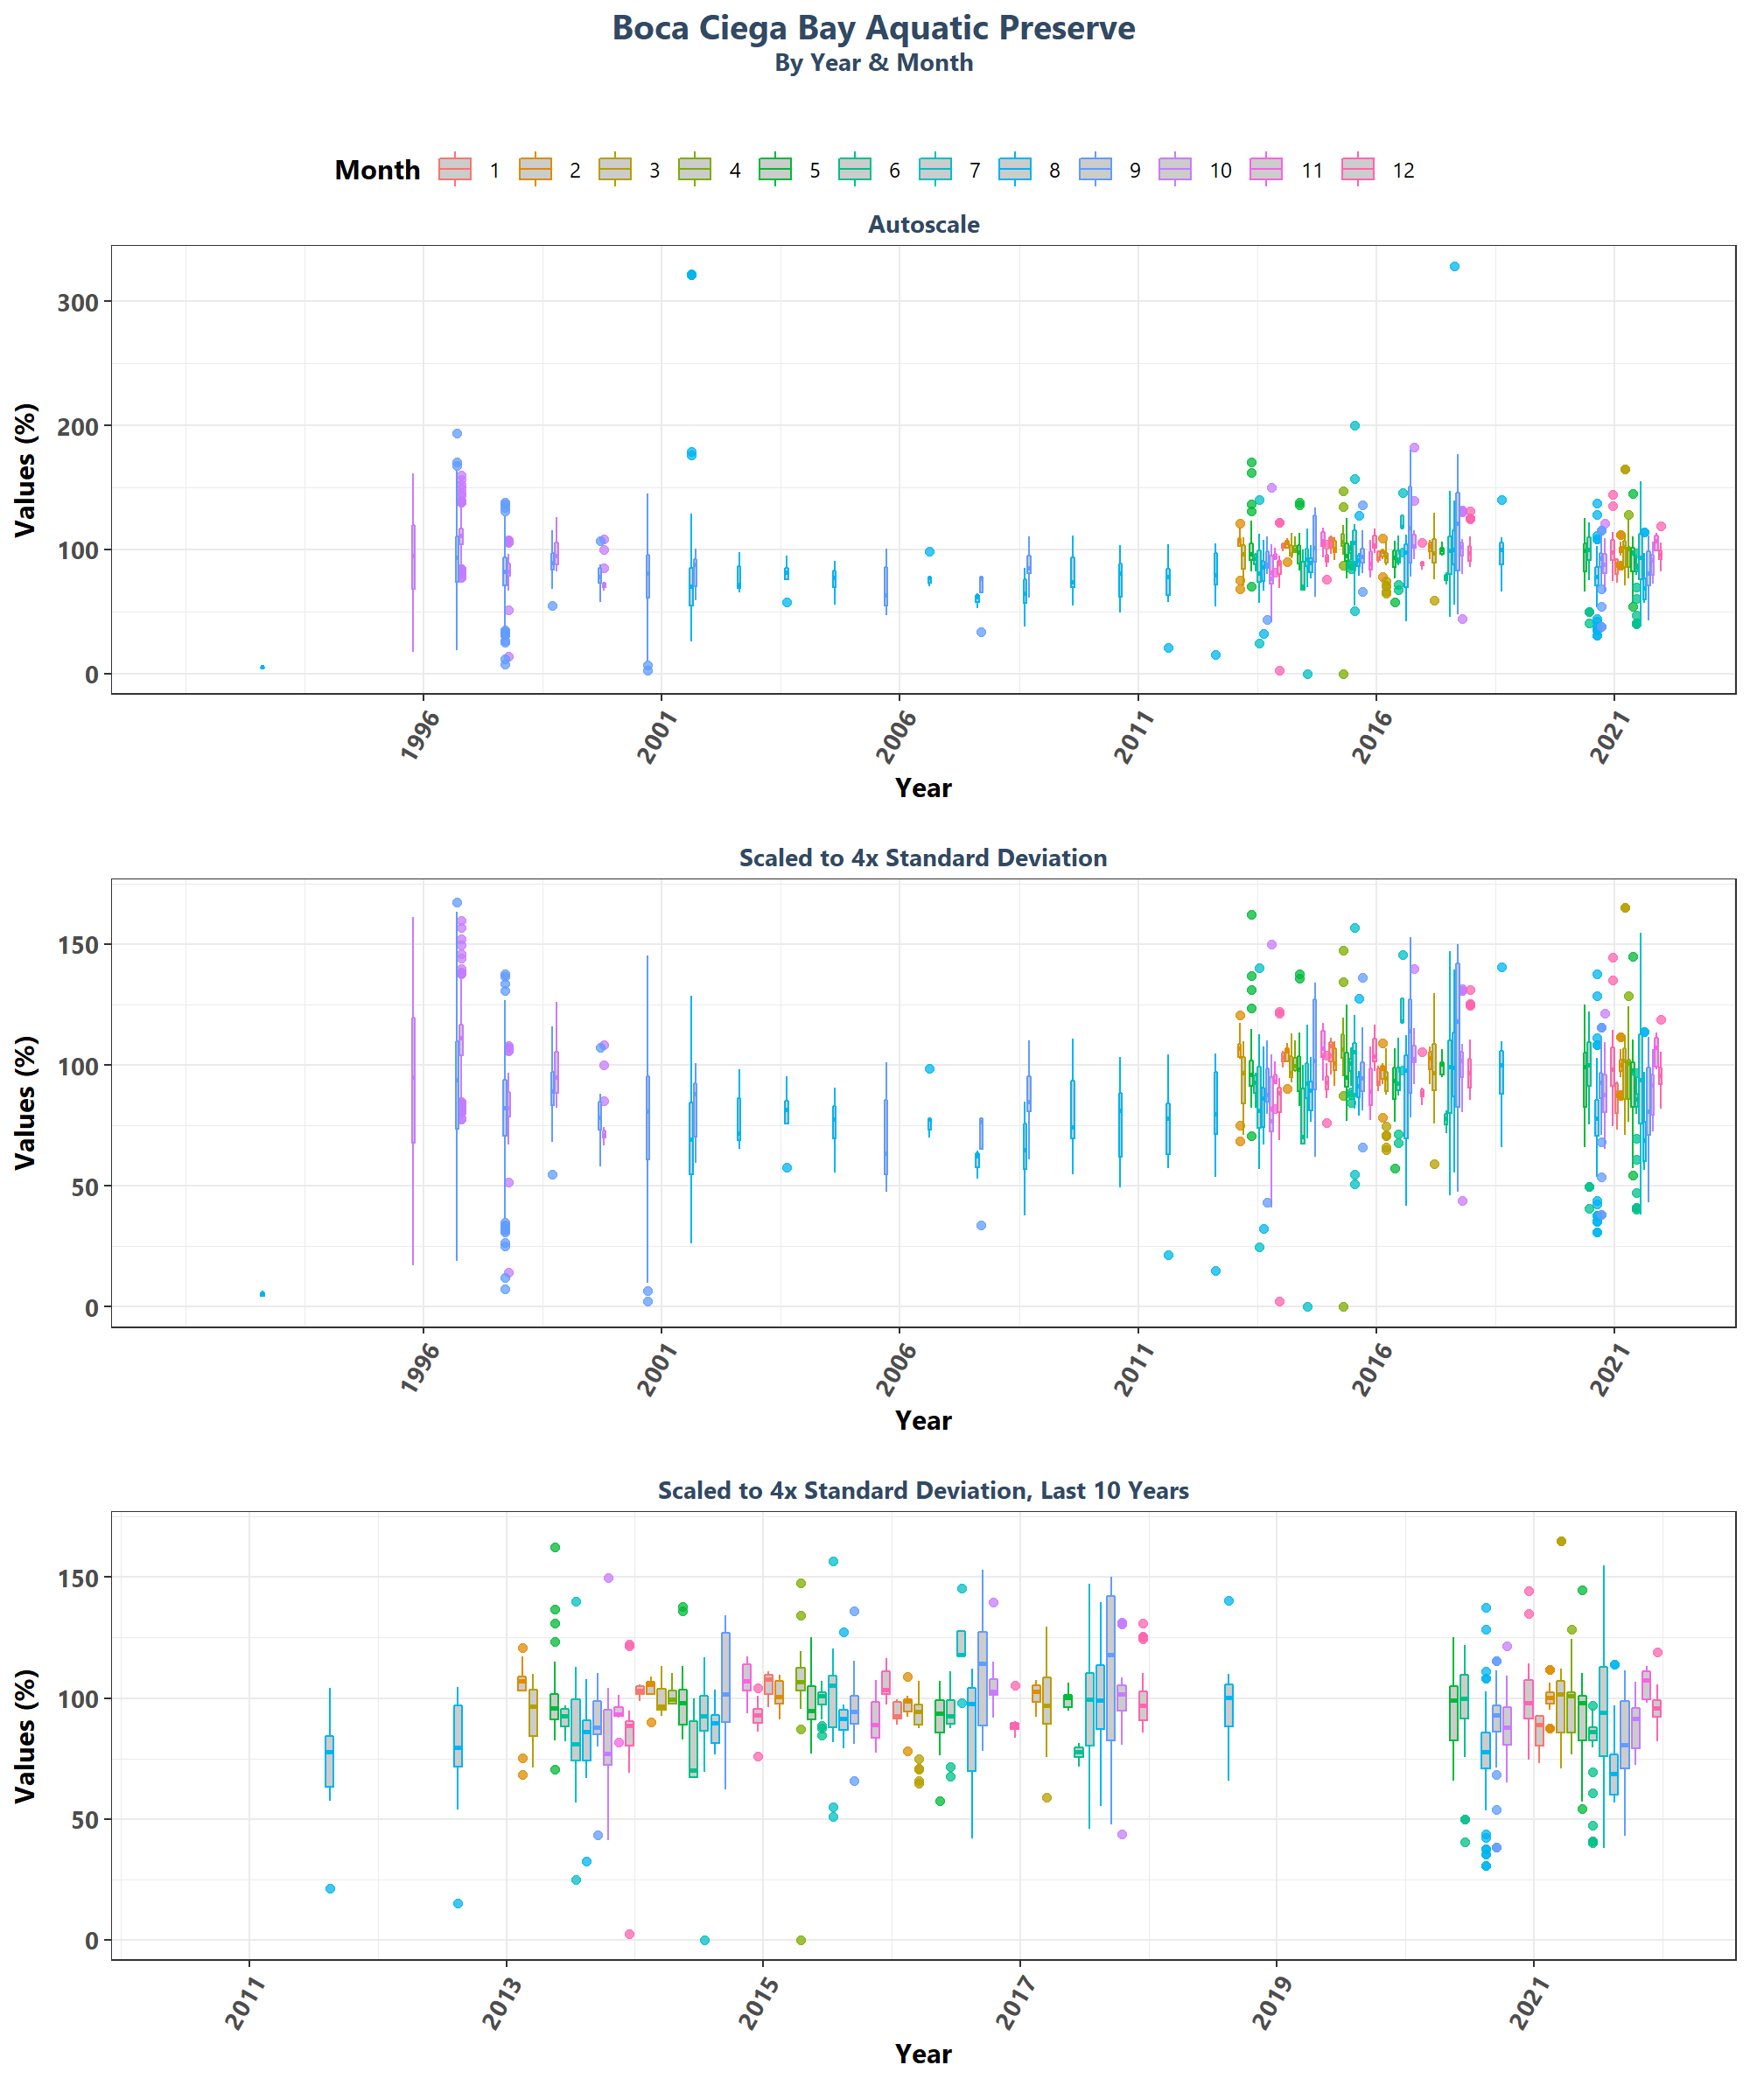 Boca Ciega Bay Aquatic Preserve
By Year & Month
Month 1 2 3 4 5 6 7 8 9 10 11 12
Autoscale
Values (%)
300
200
100
0
1996 2001 2006 2011 2016 2021
Year
Scaled to 4x Standard Deviation
Values (%)
150
100
50
0
1996 2001 2006 2011 2016 2021
Year
Scaled to 4x Standard Deviation, Last 10 Years
Values (%)
150
100
50
0
2011 2013 2015 2017 2019 2021
Year